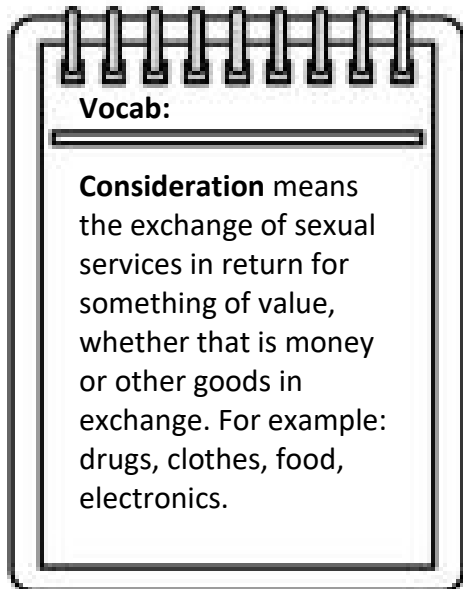 Vocab:
Consideration means
the exchange of sexual
services in return for
something of value,
whether that is money
or other goods in
exchange. For example:
drugs, clothes, food,
electronics.